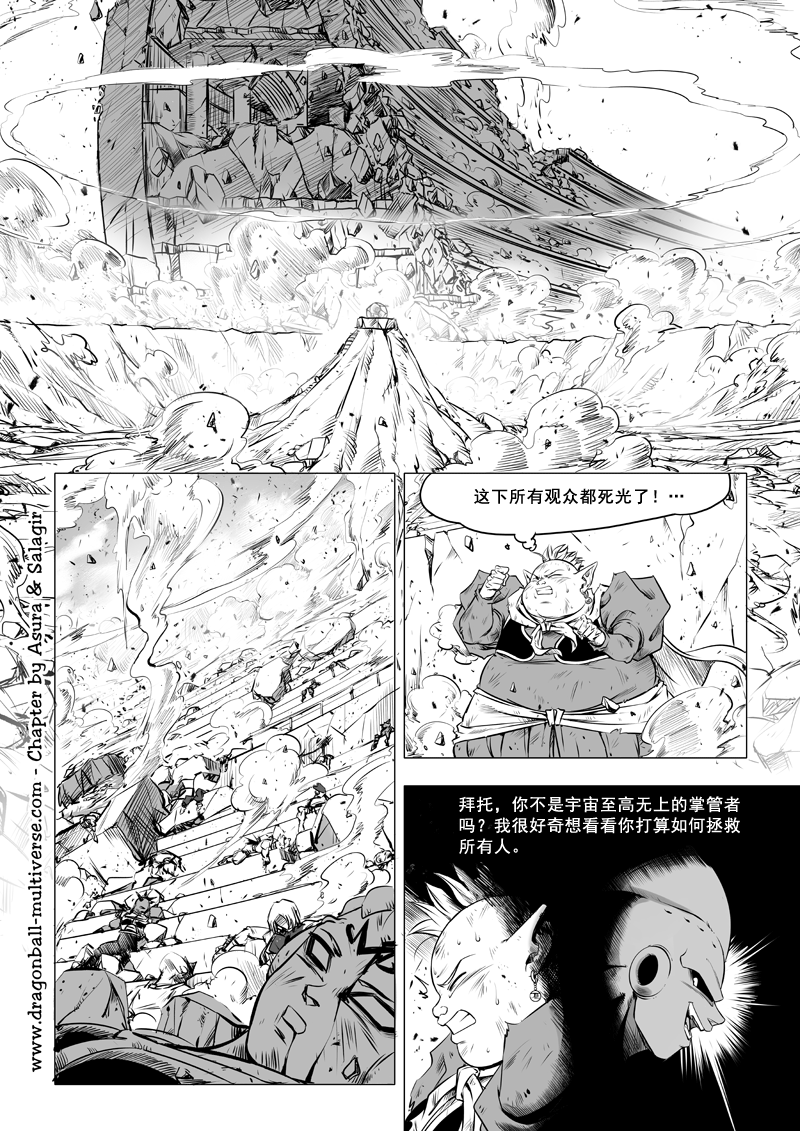 这下所有观众都死光了！…
拜托，你不是宇宙至高无上的掌管者
吗？我很好奇想看看你打算如何拯救
所有人。
www.dragonball-multiverse.com - Chapter by Asura & Salagir